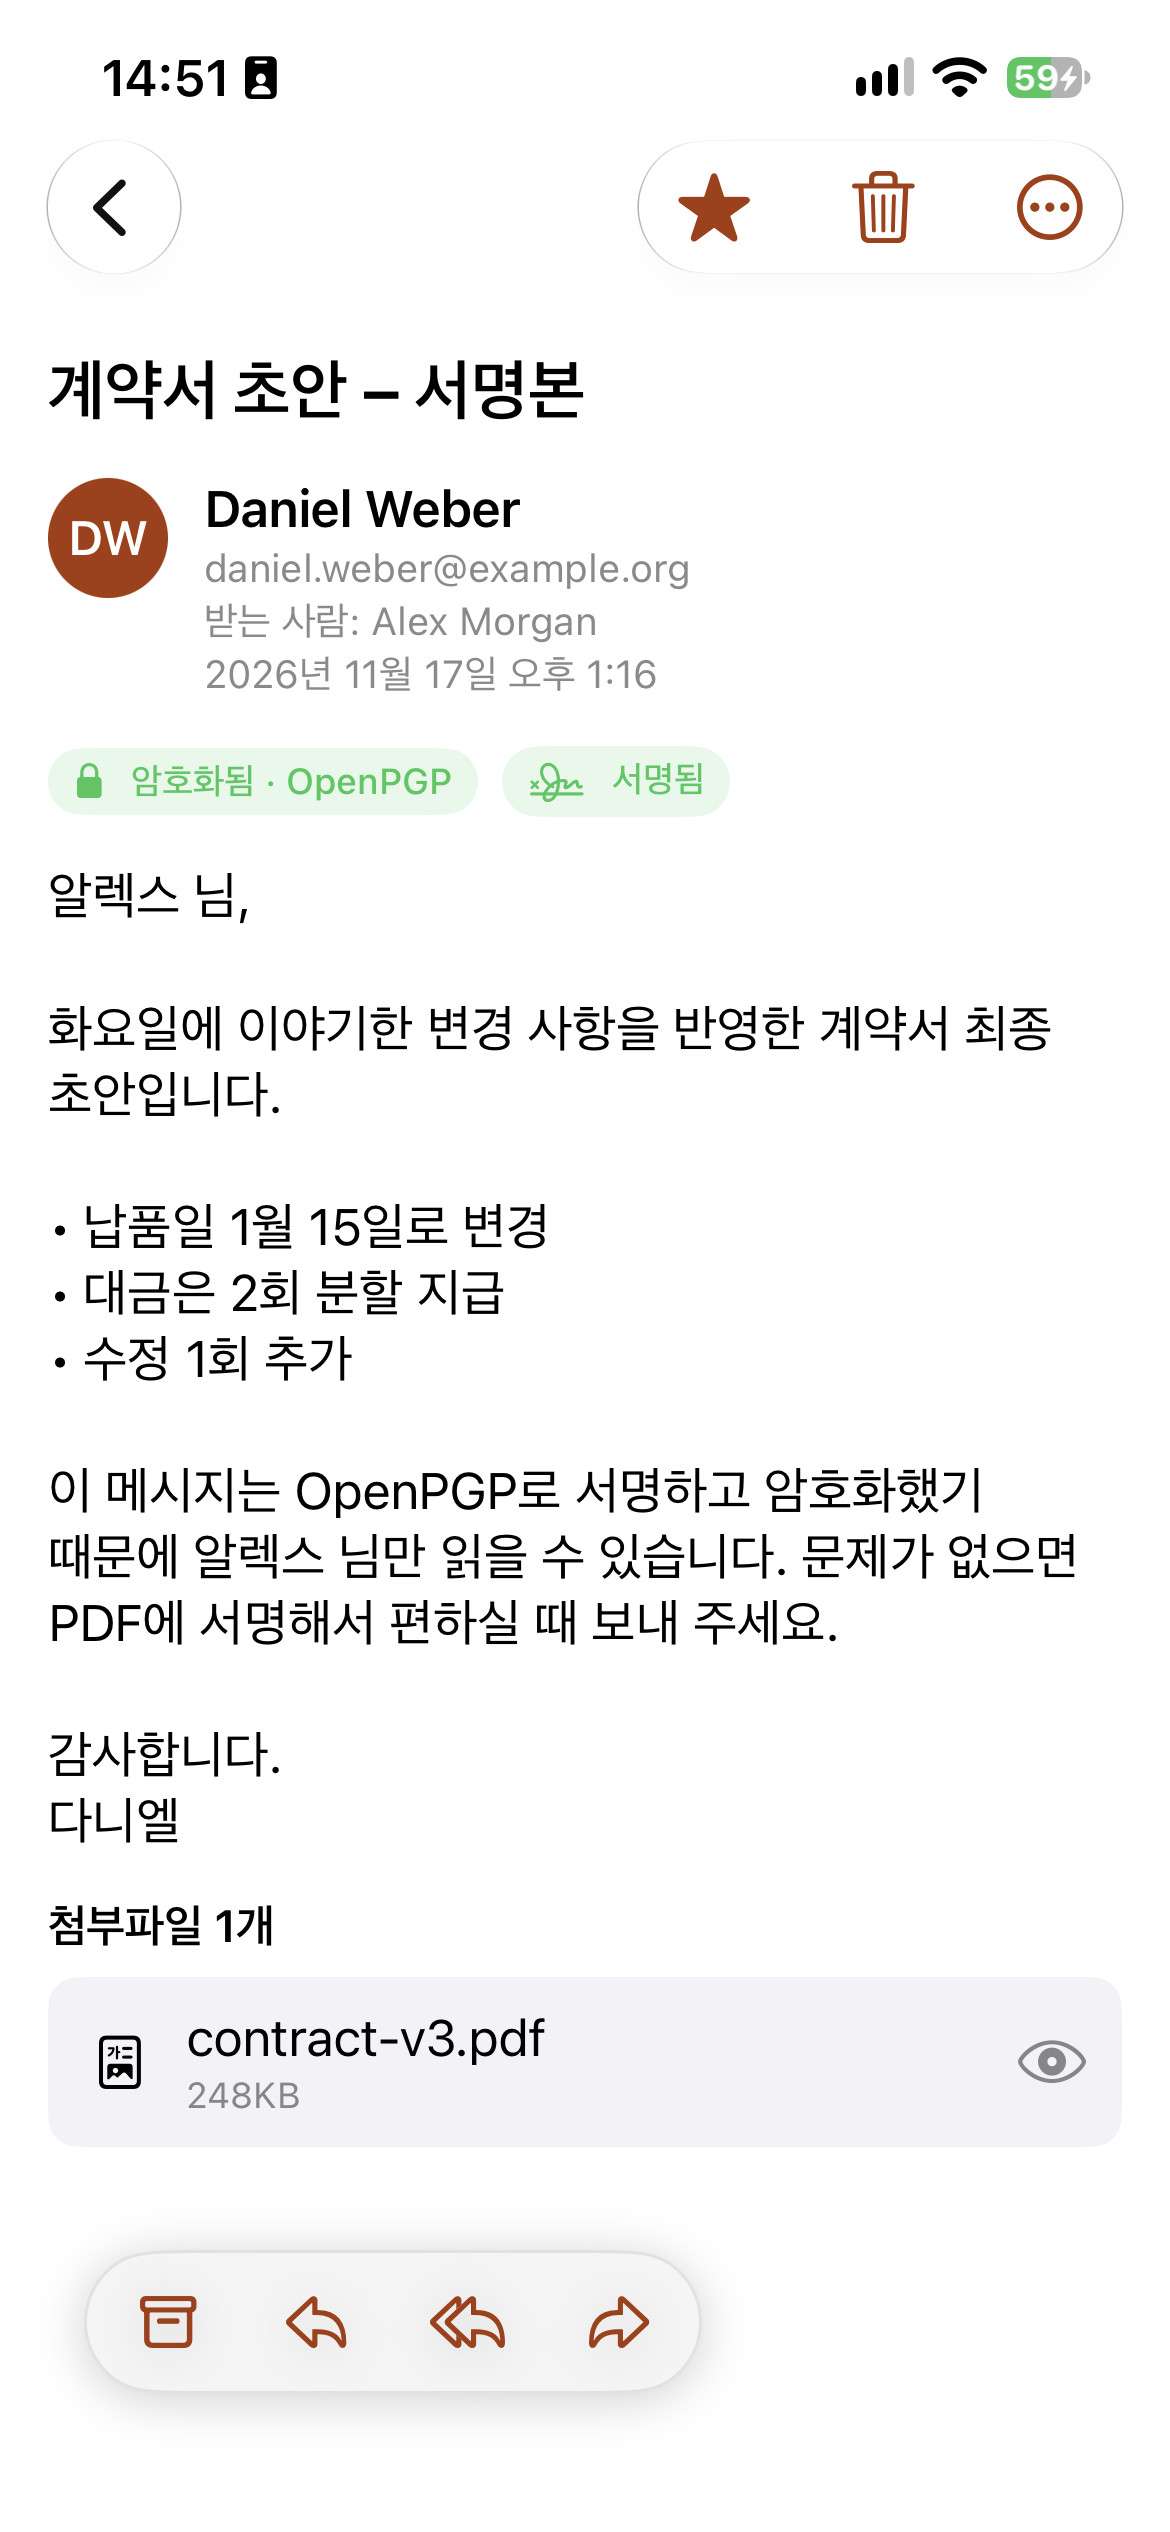 14:51
59
계약서 초안 – 서명본
DW
Daniel Weber
daniel.weber@example.org
받는 사람: Alex Morgan
2026년 11월 17일 오후 1:16
암호화됨 · OpenPGP
서명됨
알렉스 님,
화요일에 이야기한 변경 사항을 반영한 계약서 최종
초안입니다.
• 납품일 1월 15일로 변경
• 대금은 2회 분할 지급
• 수정 1회 추가
이 메시지는 OpenPGP로 서명하고 암호화했기
때문에 알렉스 님만 읽을 수 있습니다. 문제가 없으면
PDF에 서명해서 편하실 때 보내 주세요.
감사합니다.
다니엘
첨부파일 1개
가
contract-v3.pdf
248KB